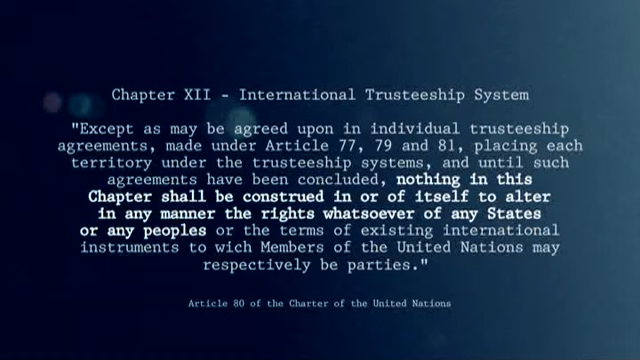 Chapter XII - International Trusteeship System
"Except as may be agreed upon in individual trusteeship
agreements, made under Article 77, 79 and 81, placing each
territory under the trusteeship systems, and until such
agreements have been concluded, nothing in this
Chapter shall be construed in or of itself to alter
in any manner the rights whatsoever of any States
or any peoples or the terms of existing international
instruments to wich Members of the United Nations may
respectively be parties."
Article 80 of the Charter of the United Nations